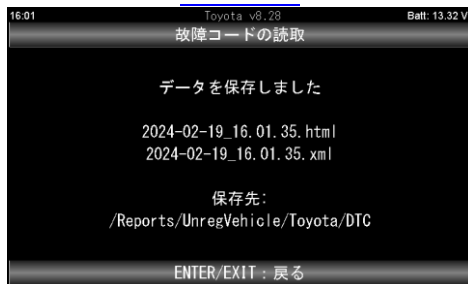 16:01 Toyota v8.28 Batt: 13.32 V
故障コードの読取
データを保存しました
2024-02-19_16.01.35.html
2024-02-19_16.01.35.xml
保存先:
/Reports/UnregVehicle/Toyota/DTC
ENTER/EXIT：戻る